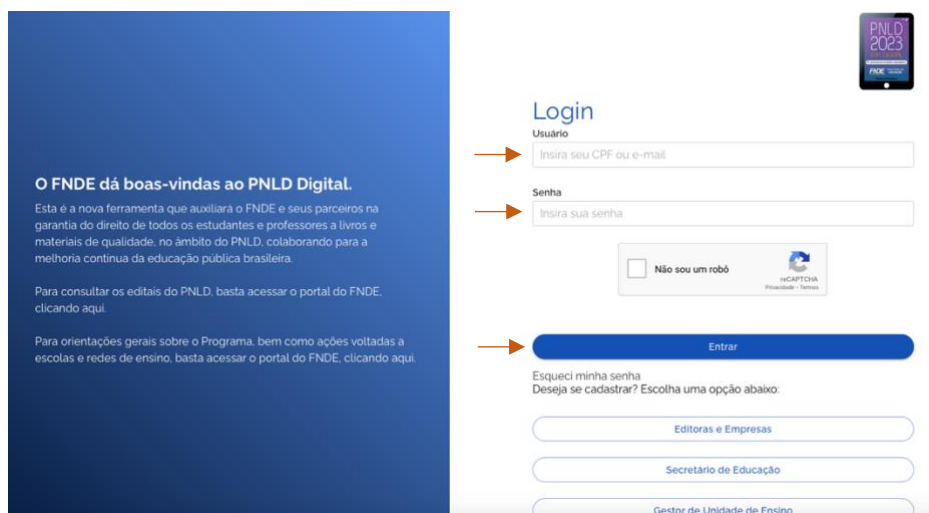 O FNDE dá boas-vindas ao PNLD Digital.
Esta é a nova ferramenta que auxiliará o FNDE e seus parceiros na
garantia do direito de todos os estudantes e professores a livros e
materiais de qualidade, no âmbito do PNLD, colaborando para a
melhoria contínua da educação pública brasileira.
Para consultar os editais do PNLD, basta acessar o portal do FNDE,
clicando aqui.
Para orientações gerais sobre o Programa, bem como ações voltadas a
escolas e redes de ensino, basta acessar o portal do FNDE, clicando aqui.
PNLD
2023
FNDE
Login
Usuário
Insira seu CPF ou e-mail
Senha
Insira sua senha
Não sou um robô
reCAPTCHA
Privacidade - Termos
Entrar
Esqueci minha senha
Deseja se cadastrar? Escolha uma opção abaixo:
Editoras e Empresas
Secretário de Educação
Gestor de Unidade de Ensino